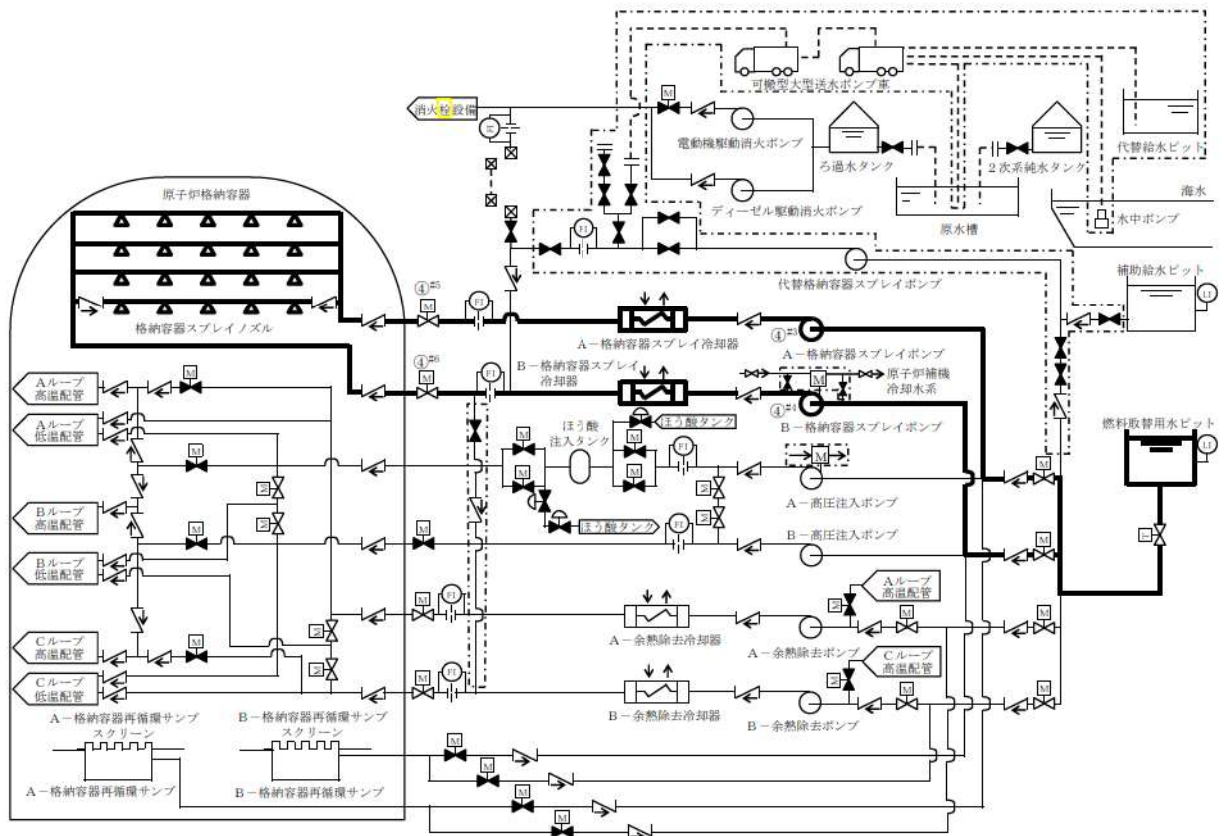 可搬型大型送水ポンプ車
消火栓設備
M
FI
電動機駆動消火ポンプ
ろ過水タンク
2次系純水タンク
代替給水ピット
原子炉格納容器
ディーゼル駆動消火ポンプ
原水槽
海水
水中ポンプ
FI
代替格納容器スプレイポンプ
補助給水ピット
LI
④#5
M
FI
格納容器スプレイノズル
A-格納容器スプレイ冷却器
④#3
A-格納容器スプレイポンプ
④#6
M
FI
B-格納容器スプレイ
冷却器
M
原子炉補機
冷却水系
④#4
B-格納容器スプレイポンプ
燃料取替用水ピット
LI
Aループ
高温配管
M
Aループ
低温配管
ほう酸
注入タンク
ほう酸タンク
M
M
M
FI
M
M
M
M
A-高圧注入ポンプ
M
M
M
M
Bループ
高温配管
ほう酸タンク
M
M
M
FI
B-高圧注入ポンプ
M
Bループ
低温配管
Aループ
高温配管
M
FI
M
M
M
M
A-余熱除去冷却器
A-余熱除去ポンプ
Cループ
高温配管
M
Cループ
高温配管
Cループ
低温配管
M
M
FI
M
M
M
B-余熱除去冷却器
B-余熱除去ポンプ
A-格納容器再循環サンプ
スクリーン
B-格納容器再循環サンプ
スクリーン
M
M
A-格納容器再循環サンプ
B-格納容器再循環サンプ
M
M